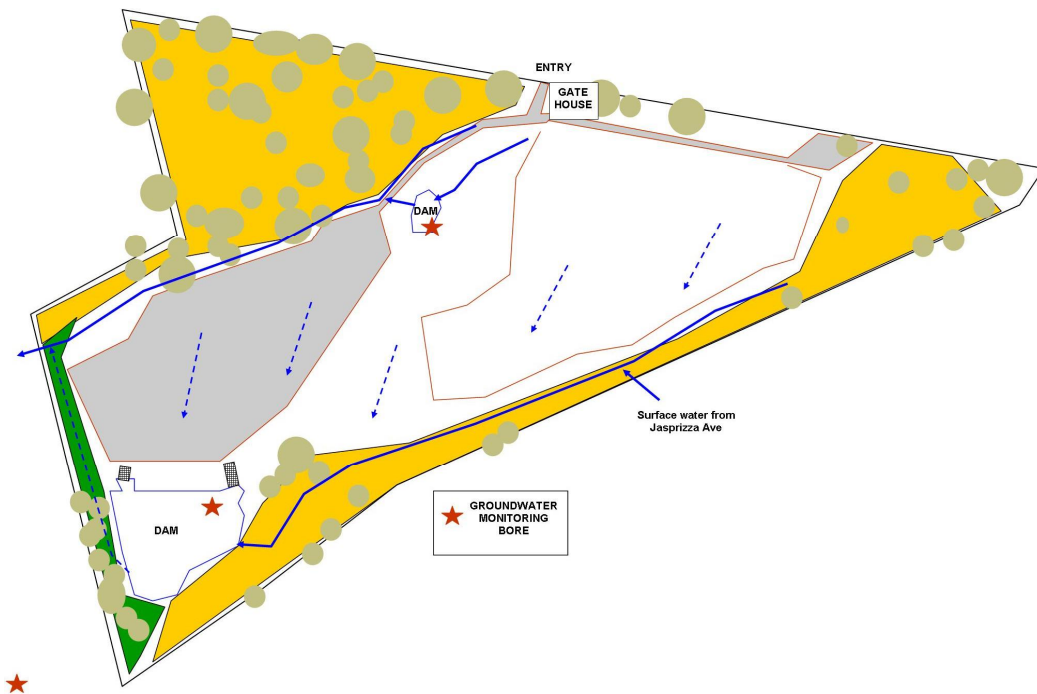 ENTRY
GATE
HOUSE
DAM
Surface water from
Jasprizza Ave
GROUNDWATER
MONITORING
BORE
DAM